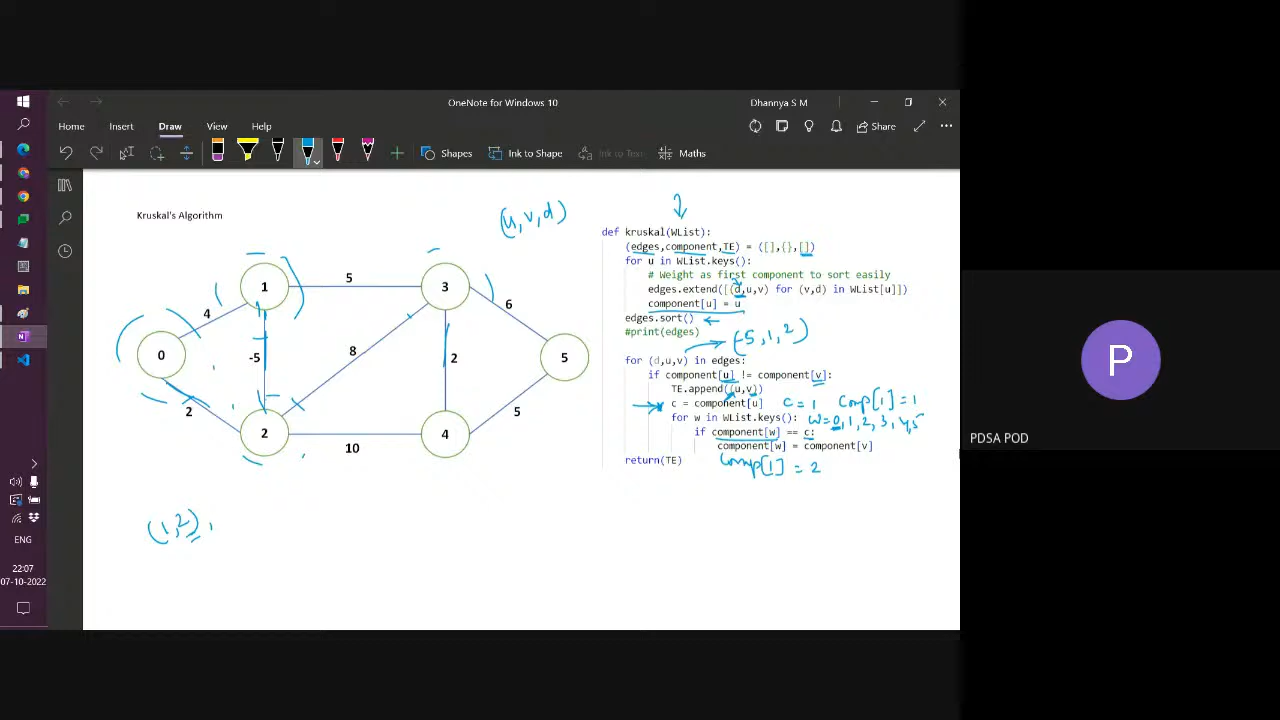 OneNote for Windows 10
Dhannya S M
Home Insert Draw View Help
Share
Shapes Ink to Shape Ink to Text Maths
Kruskal's Algorithm
(u,v,d)
1 5 3
4 6
0 -5 8 2 5
2 5
2 10 4
def kruskal(WList):
(edges,component,TE) = ([],{},[])
for u in WList.keys():
# Weight as first component to sort easily
edges.extend([(d,u,v) for (v,d) in WList[u]])
component[u] = u
edges.sort()
#print(edges)
(-5,1,2)
for (d,u,v) in edges:
if component[u] != component[v]:
TE.append((u,v))
c = component[u] c=1 Comp[1]=1
for w in WList.keys(): w=0,1,2,3,4,5
if component[w] == c:
component[w] = component[v]
return(TE) Comp[1] = 2
(1,2),
ENG
22:07
07-10-2022
P
PDSA POD